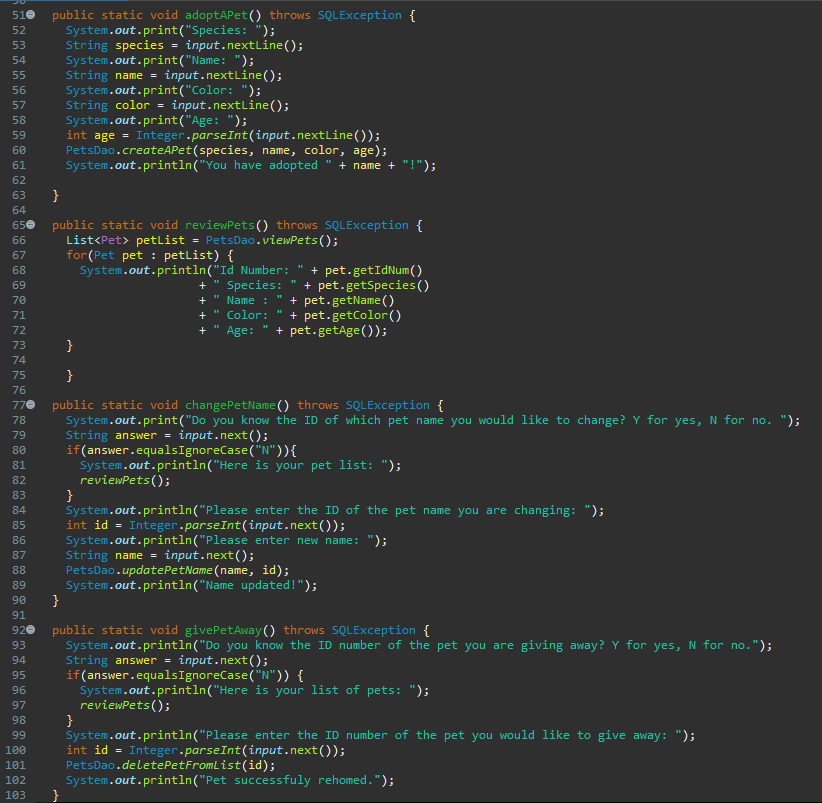 51 public static void adoptAPet() throws SQLException {
52 System.out.print("Species: ");
53 String species = input.nextLine();
54 System.out.print("Name: ");
55 String name = input.nextLine();
56 System.out.print("Color: ");
57 String color = input.nextLine();
58 System.out.print("Age: ");
59 int age = Integer.parseInt(input.nextLine());
60 PetsDao.createAPet(species, name, color, age);
61 System.out.println("You have adopted " + name + "!");
62
63 }
64
65 public static void reviewPets() throws SQLException {
66 List<Pet> petList = PetsDao.viewPets();
67 for(Pet pet : petList) {
68 System.out.println("Id Number: " + pet.getIdNum()
69 + " Species: " + pet.getSpecies()
70 + " Name : " + pet.getName()
71 + " Color: " + pet.getColor()
72 + " Age: " + pet.getAge());
73 }
74
75 }
76
77 public static void changePetName() throws SQLException {
78 System.out.print("Do you know the ID of which pet name you would like to change? Y for yes, N for no. ");
79 String answer = input.next();
80 if(answer.equalsIgnoreCase("N")){
81 System.out.println("Here is your pet list: ");
82 reviewPets();
83 }
84 System.out.println("Please enter the ID of the pet name you are changing: ");
85 int id = Integer.parseInt(input.next());
86 System.out.println("Please enter new name: ");
87 String name = input.next();
88 PetsDao.updatePetName(name, id);
89 System.out.println("Name updated!");
90 }
91
92 public static void givePetAway() throws SQLException {
93 System.out.println("Do you know the ID number of the pet you are giving away? Y for yes, N for no.");
94 String answer = input.next();
95 if(answer.equalsIgnoreCase("N")) {
96 System.out.println("Here is your list of pets: ");
97 reviewPets();
98 }
99 System.out.println("Please enter the ID number of the pet you would like to give away: ");
100 int id = Integer.parseInt(input.next());
101 PetsDao.deletePetFromList(id);
102 System.out.println("Pet successfuly rehomed.");
103 }